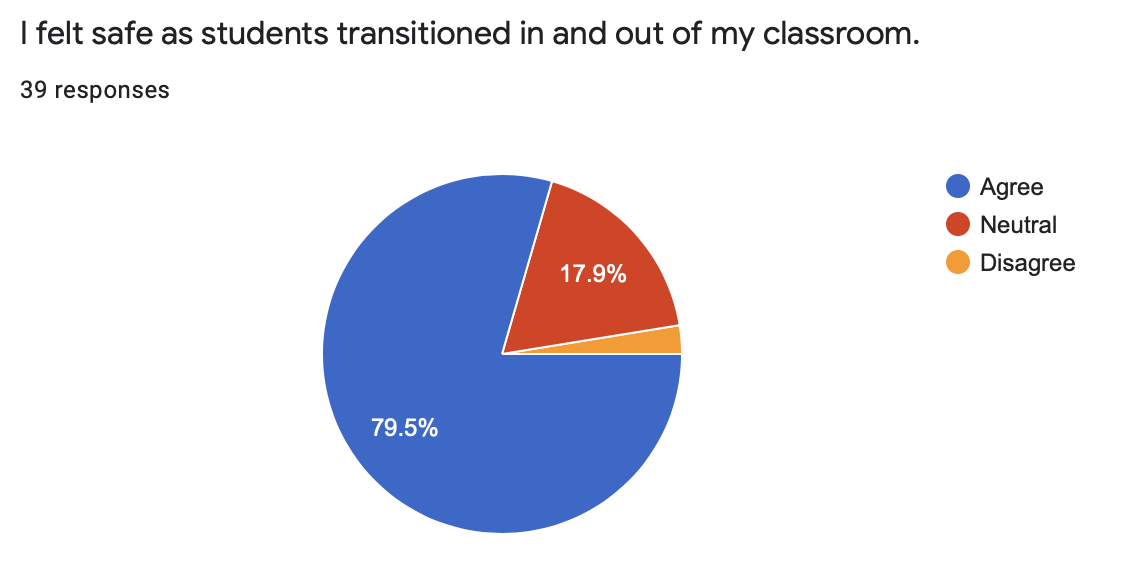 I felt safe as students transitioned in and out of my classroom.
39 responses
Agree
Neutral
Disagree
17.9%
79.5%